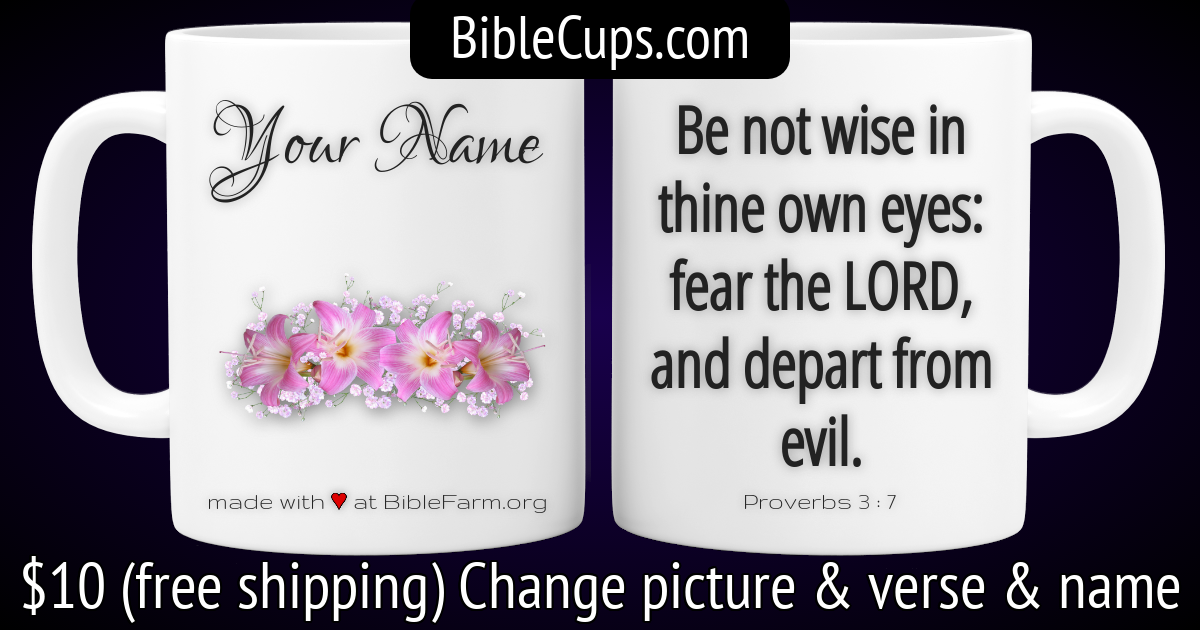 BibleCups.com
Your Name
made with ♥ at BibleFarm.org
Be not wise in
thine own eyes:
fear the LORD,
and depart from
evil.
Proverbs 3 : 7
$10 (free shipping) Change picture & verse & name